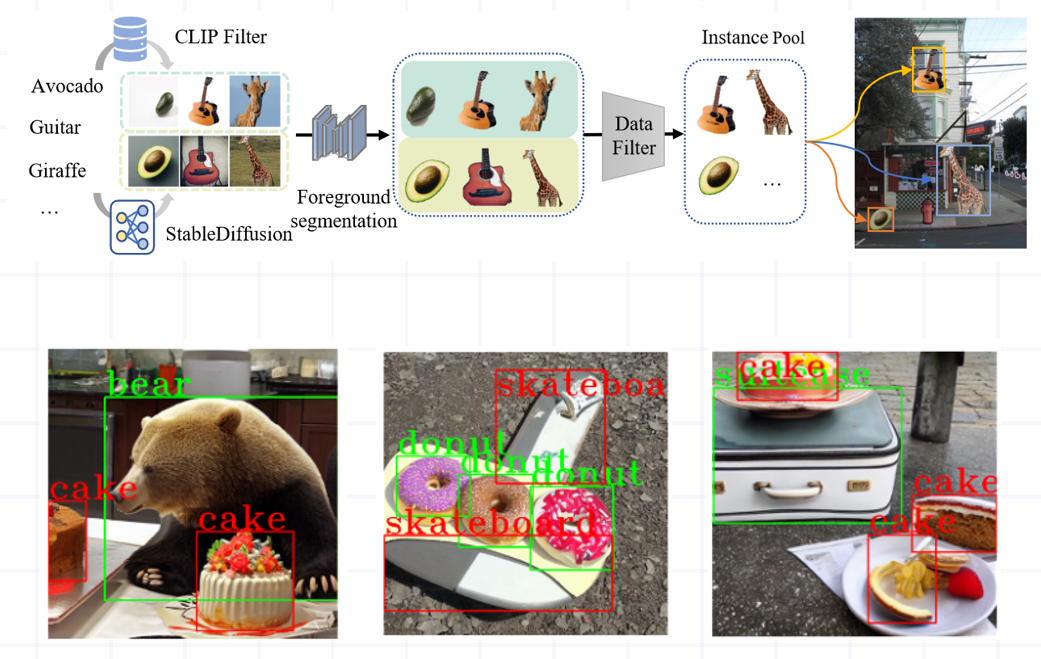 CLIP Filter
Avocado
Guitar
Giraffe
...
StableDiffusion
Foreground
segmentation
Data
Filter
Instance Pool
...
bear
cake
cake
skateboa
donut
donut
donut
skateboard
cake
suitcase
cake
cake